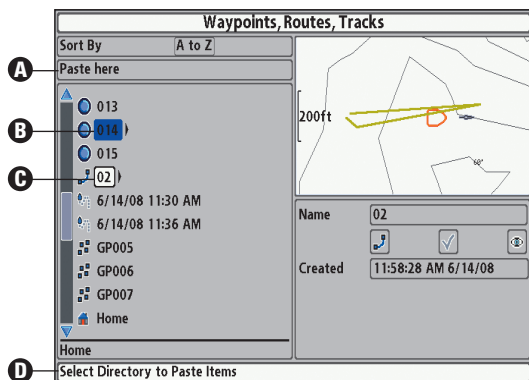 Waypoints, Routes, Tracks
Sort By A to Z
A Paste here
013
B 014
015
C 02
6/14/08 11:30 AM
6/14/08 11:36 AM
GP005
GP006
GP007
Home
Home
D Select Directory to Paste Items
200ft
60°
Name 02
Created 11:58:28 AM 6/14/08